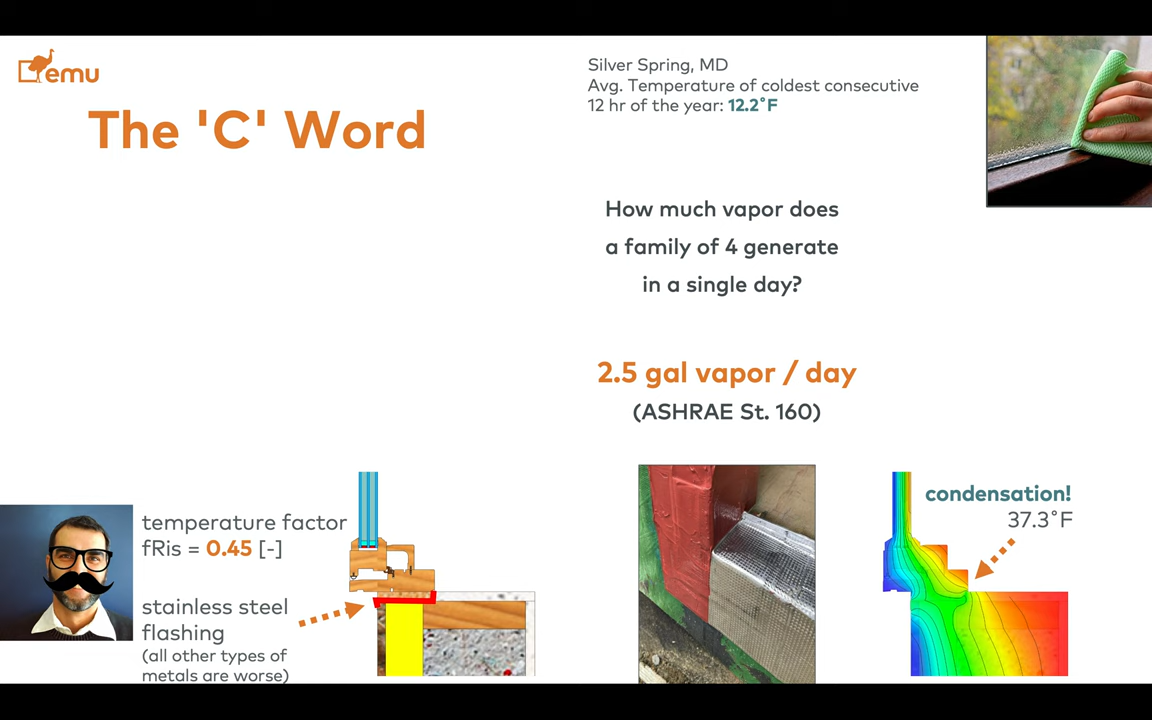 emu
The 'C' Word
Silver Spring, MD
Avg. Temperature of coldest consecutive
12 hr of the year: 12.2°F
How much vapor does
a family of 4 generate
in a single day?
2.5 gal vapor / day
(ASHRAE St. 160)
temperature factor
fRis = 0.45 [-]
stainless steel
flashing
(all other types of
metals are worse)
condensation!
37.3°F